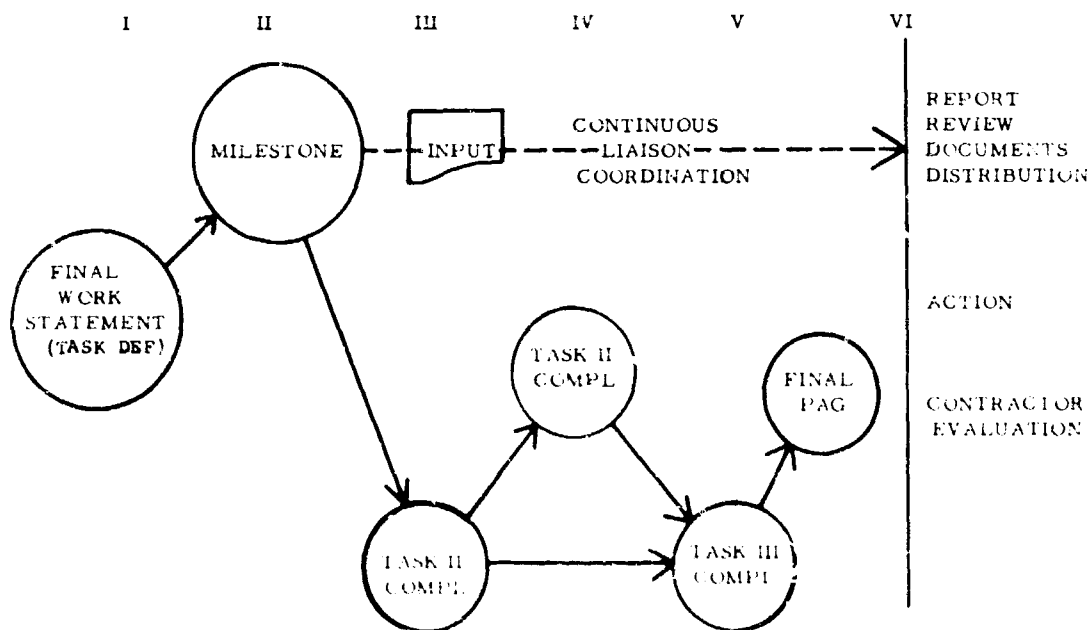 I II III IV V VI
REPORT
REVIEW
DOCUMENTS
DISTRIBUTION
MILESTONE
INPUT
CONTINUOUS
LIAISON
COORDINATION
FINAL
WORK
STATEMENT
(TASK DEF)
ACTION
TASK II
COMPL
FINAL
PAG
CONTRACTOR
EVALUATION
TASK II
COMPL
TASK III
COMPL